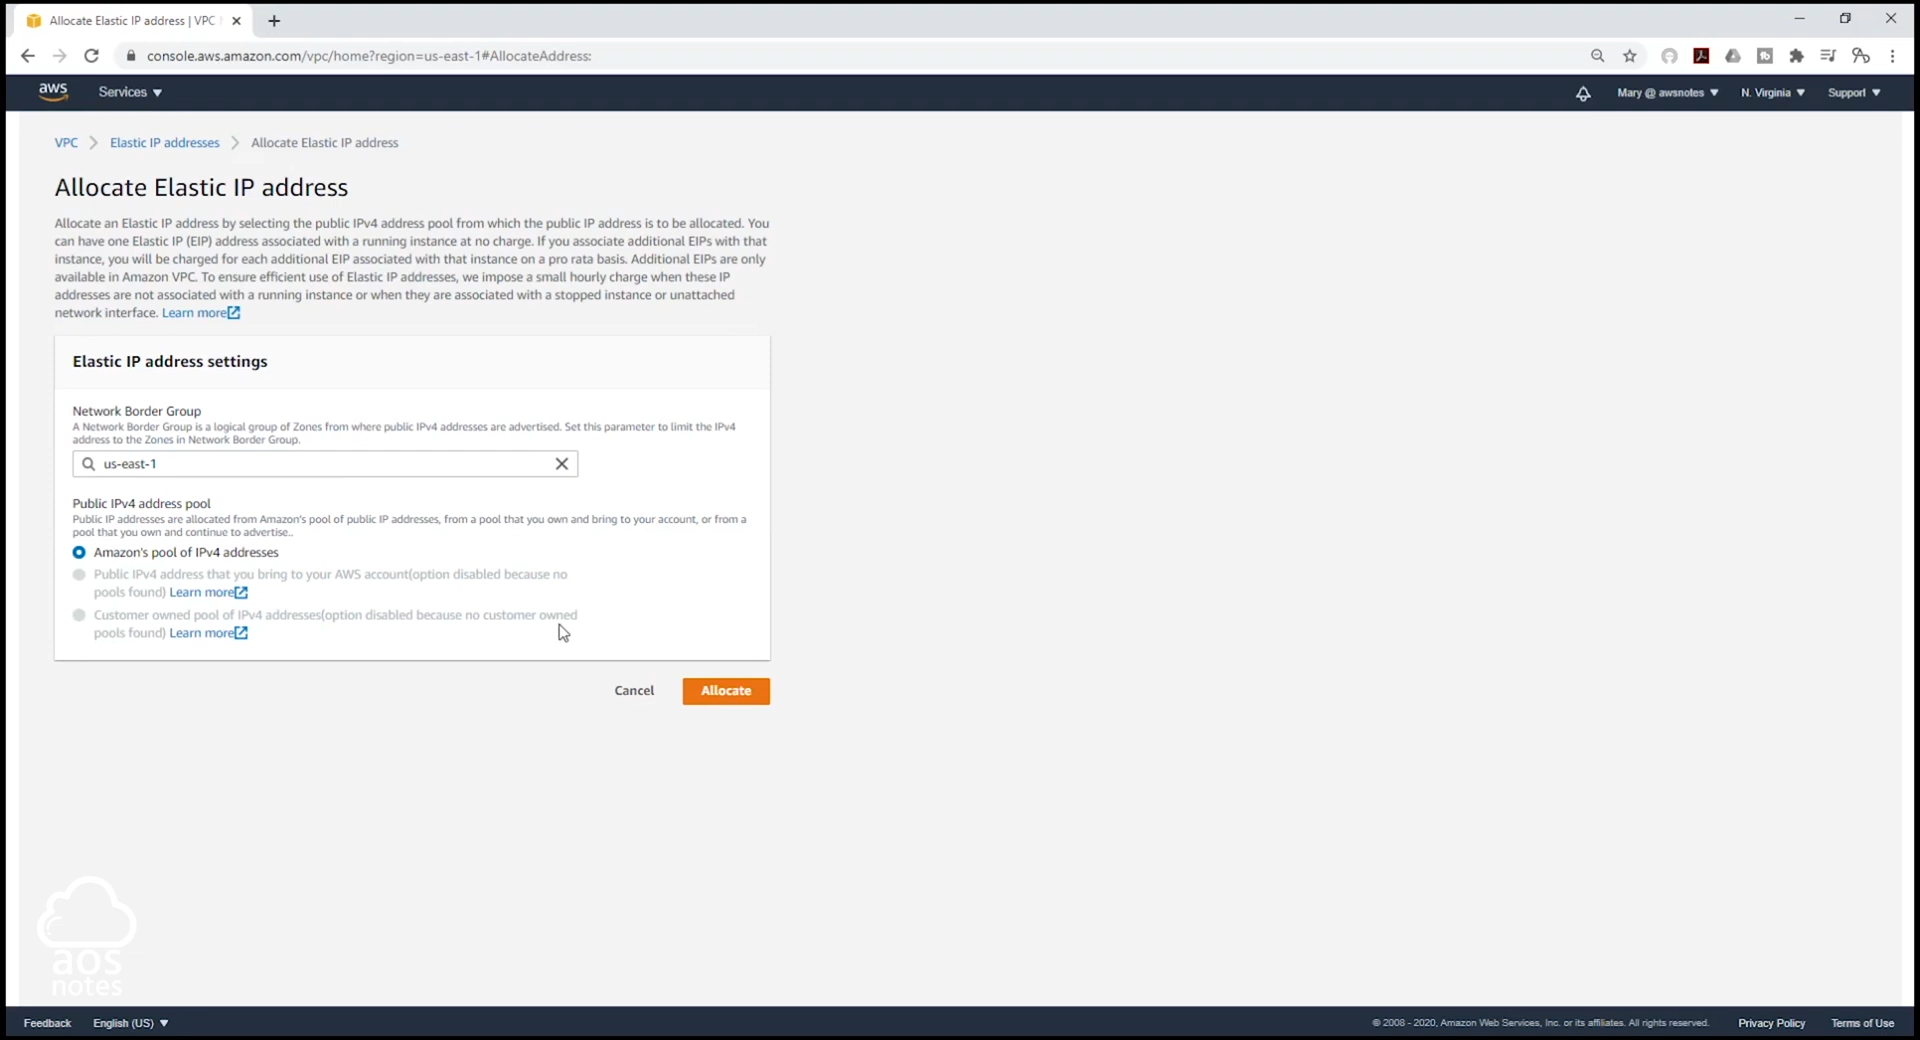 Allocate Elastic IP address | VPC
console.aws.amazon.com/vpc/home?region=us-east-1#AllocateAddress:
aws
Services
Mary @ awsnotes
N. Virginia
Support
VPC
Elastic IP addresses
Allocate Elastic IP address
Allocate Elastic IP address
Allocate an Elastic IP address by selecting the public IPv4 address pool from which the public IP address is to be allocated. You
can have one Elastic IP (EIP) address associated with a running instance at no charge. If you associate additional EIPs with that
instance, you will be charged for each additional EIP associated with that instance on a pro rata basis. Additional EIPs are only
available in Amazon VPC. To ensure efficient use of Elastic IP addresses, we impose a small hourly charge when these IP
addresses are not associated with a running instance or when they are associated with a stopped instance or unattached
network interface. Learn more
Elastic IP address settings
Network Border Group
A Network Border Group is a logical group of Zones from where public IPv4 addresses are advertised. Set this parameter to limit the IPv4
address to the Zones in Network Border Group.
us-east-1
Public IPv4 address pool
Public IP addresses are allocated from Amazon's pool of public IP addresses, from a pool that you own and bring to your account, or from a
pool that you own and continue to advertise..
Amazon's pool of IPv4 addresses
Public IPv4 address that you bring to your AWS account(option disabled because no
pools found) Learn more
Customer owned pool of IPv4 addresses(option disabled because no customer owned
pools found) Learn more
Cancel
Allocate
aos
notes
Feedback
English (US)
© 2008 - 2020, Amazon Web Services, Inc. or its affiliates. All rights reserved.
Privacy Policy
Terms of Use